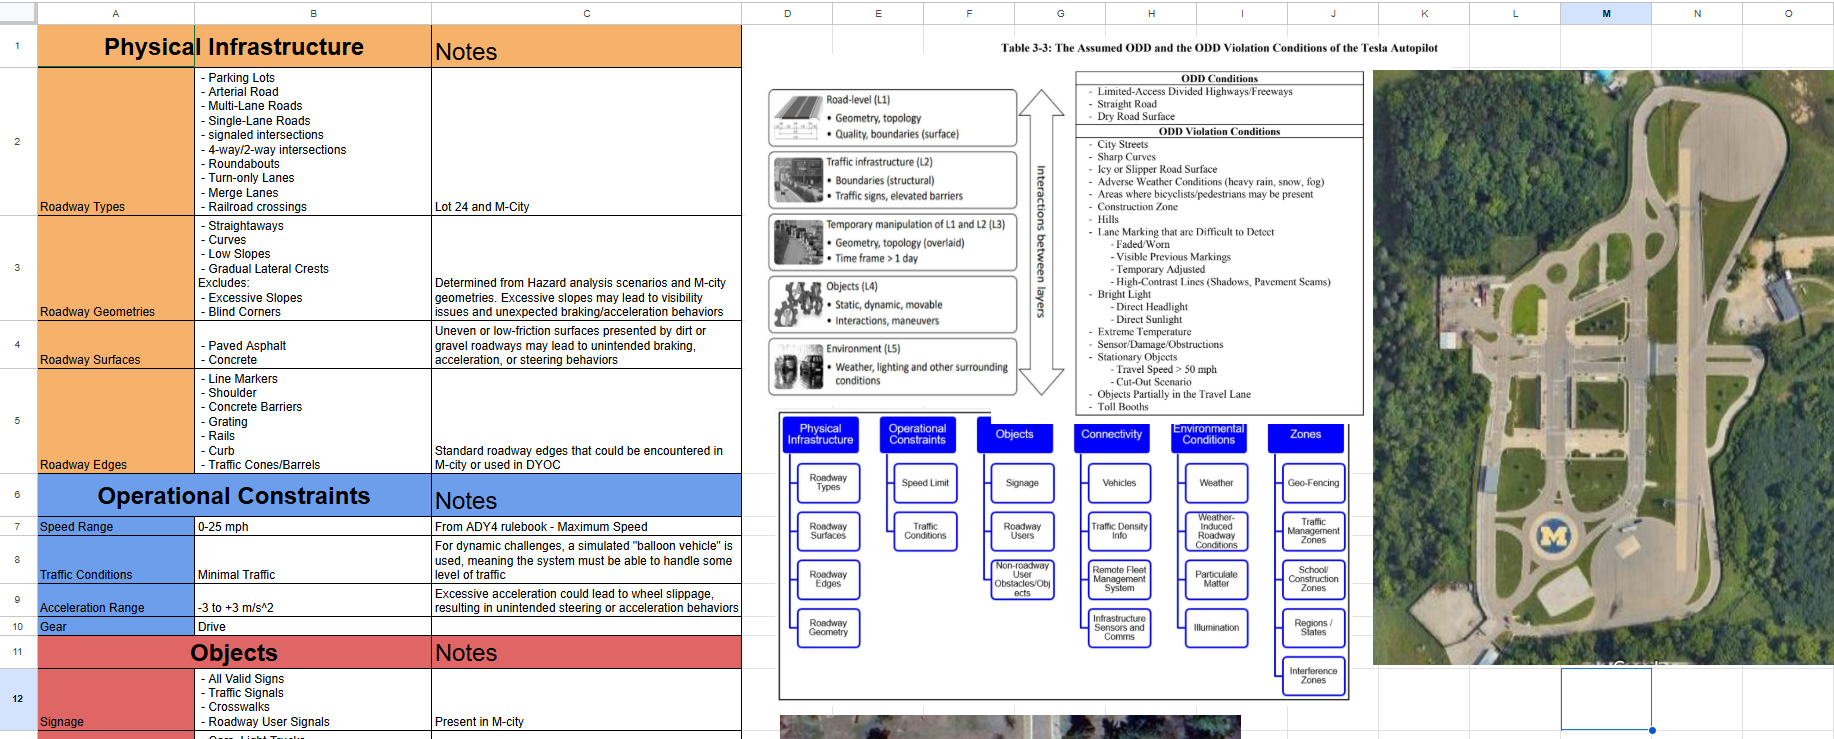 A B C D E F G H I J K L M N O
1 Physical Infrastructure Notes
2 Roadway Types
- Parking Lots
- Arterial Road
- Multi-Lane Roads
- Single-Lane Roads
- signaled intersections
- 4-way/2-way intersections
- Roundabouts
- Turn-only Lanes
- Merge Lanes
- Railroad crossings
Lot 24 and M-City
3 Roadway Geometries
- Straightaways
- Curves
- Low Slopes
- Gradual Lateral Crests
Excludes:
- Excessive Slopes
- Blind Corners
Determined from Hazard analysis scenarios and M-city
geometries. Excessive slopes may lead to visibility
issues and unexpected braking/acceleration behaviors
4 Roadway Surfaces
- Paved Asphalt
- Concrete
Uneven or low-friction surfaces presented by dirt or
gravel roadways may lead to unintended braking,
acceleration, or steering behaviors
5 Roadway Edges
- Line Markers
- Shoulder
- Concrete Barriers
- Grating
- Rails
- Curb
- Traffic Cones/Barrels
Standard roadway edges that could be encountered in
M-city or used in DYOC
6 Operational Constraints Notes
7 Speed Range 0-25 mph From ADY4 rulebook - Maximum Speed
8 Traffic Conditions Minimal Traffic
For dynamic challenges, a simulated "balloon vehicle" is
used, meaning the system must be able to handle some
level of traffic
9 Acceleration Range -3 to +3 m/s^2
Excessive acceleration could lead to wheel slippage,
resulting in unintended steering or acceleration behaviors
10 Gear Drive
11 Objects Notes
12 Signage
- All Valid Signs
- Traffic Signals
- Crosswalks
- Roadway User Signals
Present in M-city
Table 3-3: The Assumed ODD and the ODD Violation Conditions of the Tesla Autopilot
Road-level (L1)
• Geometry, topology
• Quality, boundaries (surface)
Traffic infrastructure (L2)
• Boundaries (structural)
• Traffic signs, elevated barriers
Temporary manipulation of L1 and L2 (L3)
• Geometry, topology (overlaid)
• Time frame > 1 day
Objects (L4)
• Static, dynamic, movable
• Interactions, maneuvers
Environment (L5)
• Weather, lighting and other surrounding
conditions
Interactions between layers
ODD Conditions
- Limited-Access Divided Highways/Freeways
- Straight Road
- Dry Road Surface
ODD Violation Conditions
- City Streets
- Sharp Curves
- Icy or Slipper Road Surface
- Adverse Weather Conditions (heavy rain, snow, fog)
- Areas where bicyclists/pedestrians may be present
- Construction Zone
- Hills
- Lane Marking that are Difficult to Detect
- Faded/Worn
- Visible Previous Markings
- Temporary Adjusted
- High-Contrast Lines (Shadows, Pavement Seams)
- Bright Light
- Direct Headlight
- Direct Sunlight
- Extreme Temperature
- Sensor/Damage/Obstructions
- Stationary Objects
- Travel Speed > 50 mph
- Cut-Out Scenario
- Objects Partially in the Travel Lane
- Toll Booths
Physical
Infrastructure
Roadway
Types
Roadway
Surfaces
Roadway
Edges
Roadway
Geometry
Operational
Constraints
Speed Limit
Traffic
Conditions
Objects
Signage
Roadway
Users
Non-roadway
User
Obstacles/Obj
ects
Connectivity
Vehicles
Traffic Density
Info
Remote Fleet
Management
System
Infrastructure
Sensors and
Comms
Environmental
Conditions
Weather
Weather-
Induced
Roadway
Conditions
Particulate
Matter
Illumination
Zones
Geo-Fencing
Traffic
Management
Zones
School/
Construction
Zones
Regions /
States
Interference
Zones
M